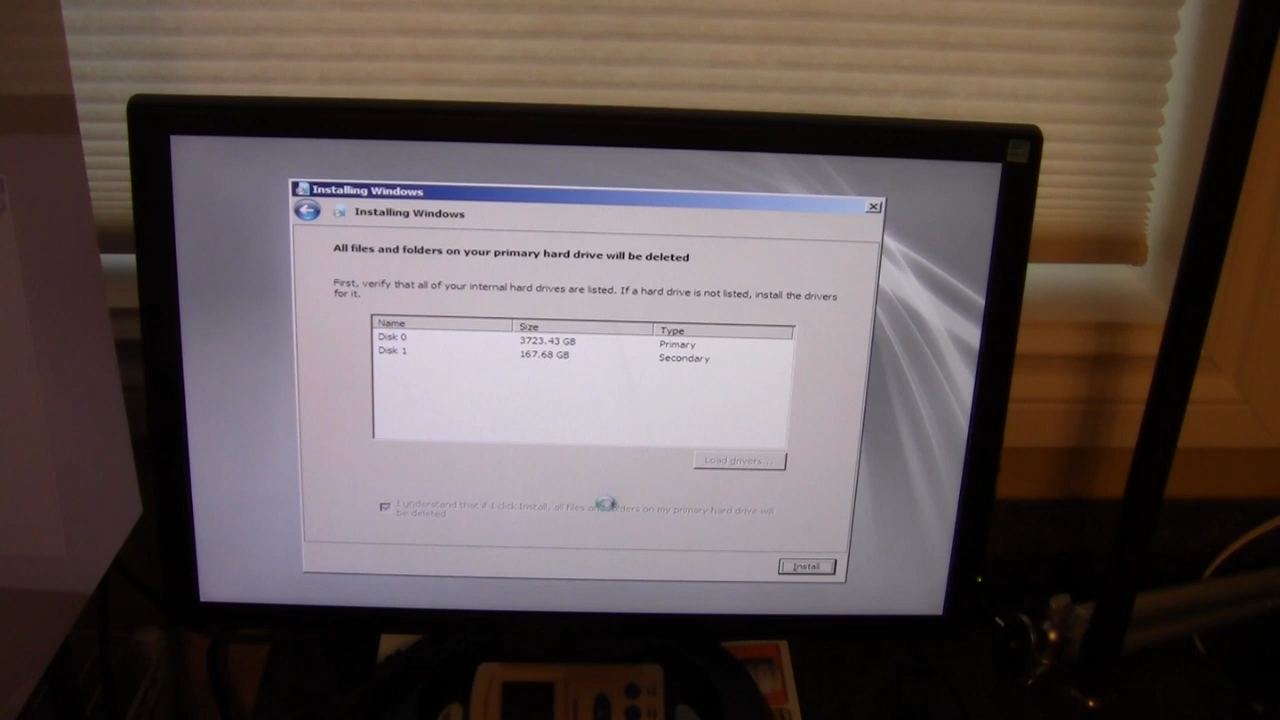 Installing Windows
Installing Windows
All files and folders on your primary hard drive will be deleted
First, verify that all of your internal hard drives are listed. If a hard drive is not listed, install the drivers
for it.
Name Size Type
Disk 0 3723.43 GB Primary
Disk 1 167.68 GB Secondary
Load drivers...
I understand that if I click Install, all files on my primary hard drive will
be deleted
Install